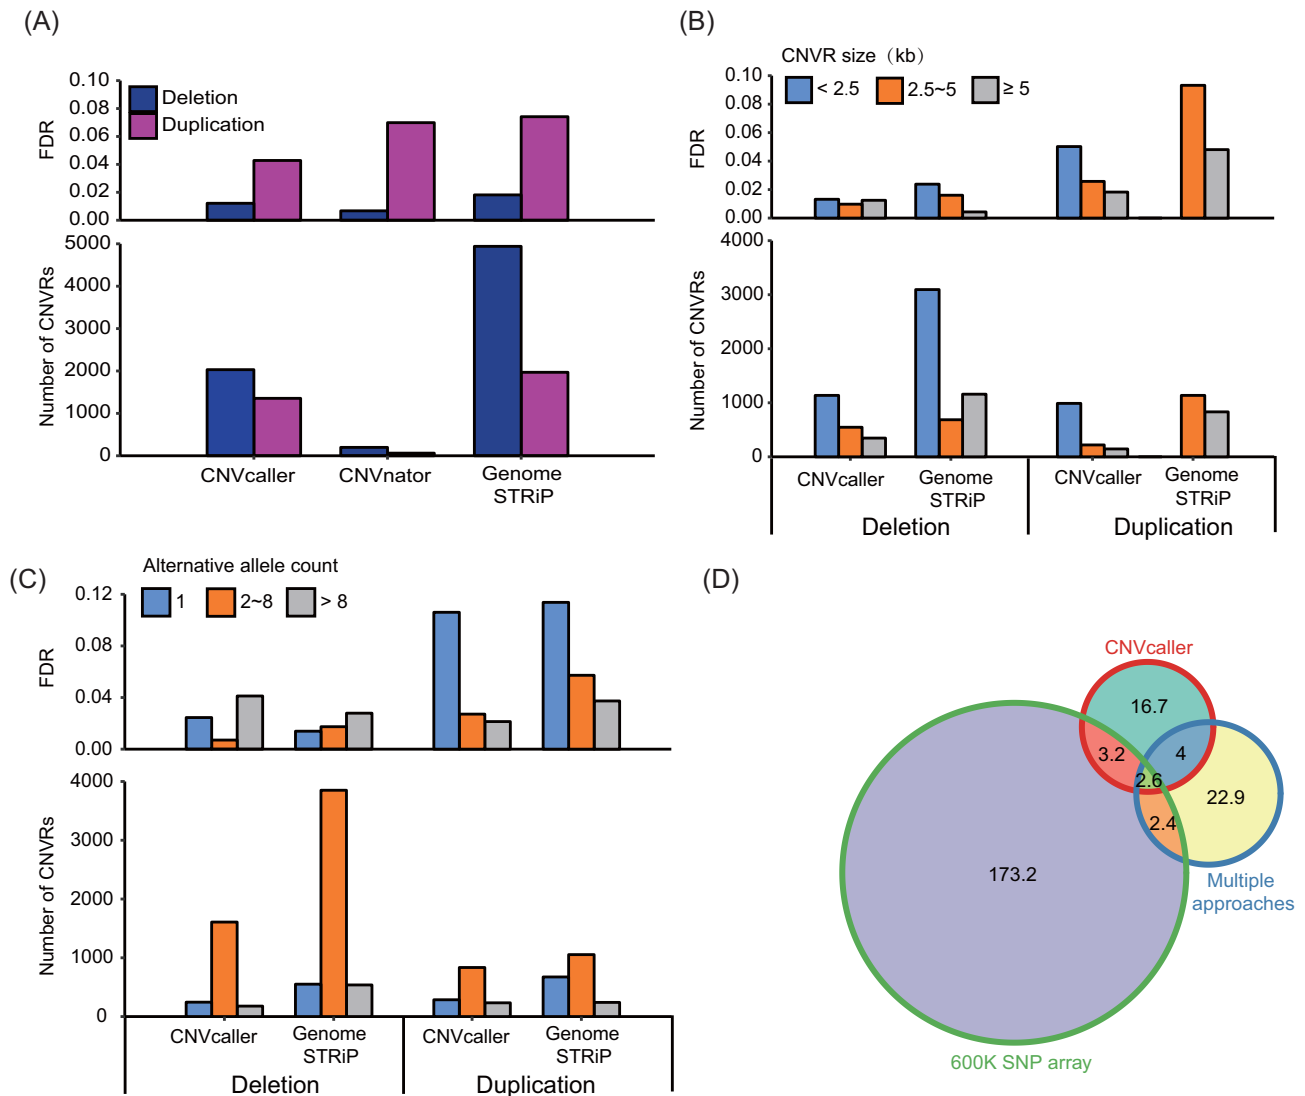 (A)
0.10
0.08
0.06
0.04
0.02
0.00
FDR
Deletion
Duplication
5000
4000
3000
2000
1000
0
Number of CNVRs
CNVcaller
CNVnator
Genome
STRiP
(B)
CNVR size（kb）
< 2.5
2.5~5
≥ 5
0.10
0.08
0.06
0.04
0.02
0.00
FDR
4000
3000
2000
1000
0
Number of CNVRs
CNVcaller
Genome
STRiP
CNVcaller
Genome
STRiP
Deletion
Duplication
(C)
Alternative allele count
1
2~8
> 8
0.12
0.08
0.04
0.00
FDR
4000
3000
2000
1000
0
Number of CNVRs
CNVcaller
Genome
STRiP
CNVcaller
Genome
STRiP
Deletion
Duplication
(D)
CNVcaller
16.7
3.2
4
2.6
22.9
2.4
173.2
Multiple
approaches
600K SNP array